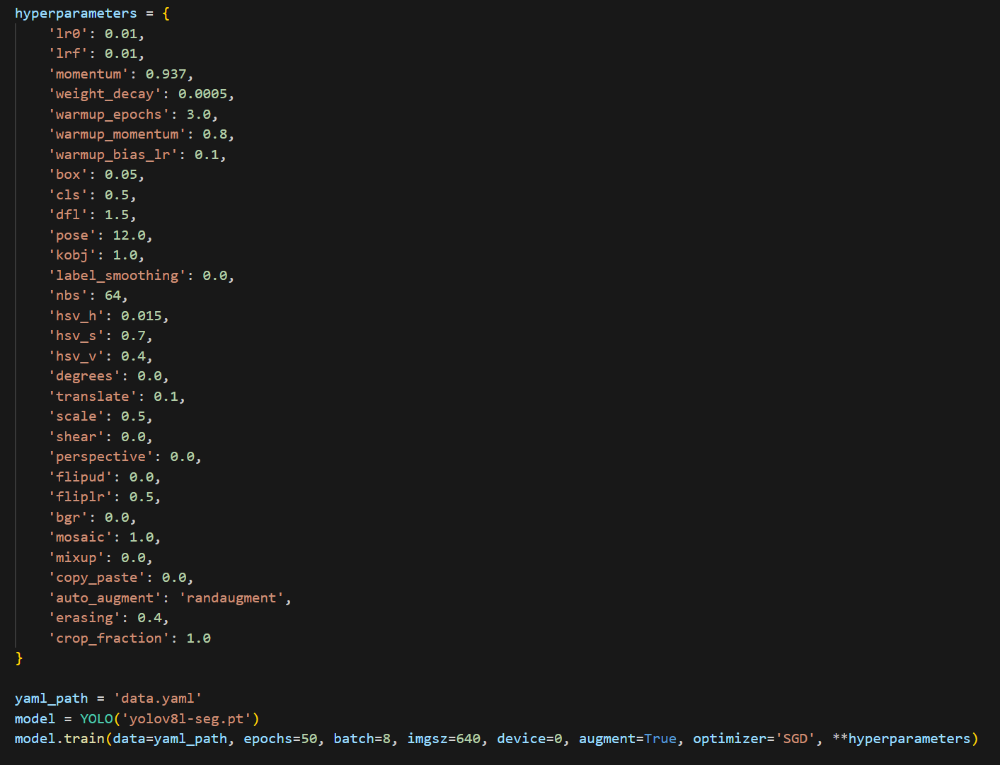 hyperparameters = {
    'lr0': 0.01,
    'lrf': 0.01,
    'momentum': 0.937,
    'weight_decay': 0.0005,
    'warmup_epochs': 3.0,
    'warmup_momentum': 0.8,
    'warmup_bias_lr': 0.1,
    'box': 0.05,
    'cls': 0.5,
    'dfl': 1.5,
    'pose': 12.0,
    'kobj': 1.0,
    'label_smoothing': 0.0,
    'nbs': 64,
    'hsv_h': 0.015,
    'hsv_s': 0.7,
    'hsv_v': 0.4,
    'degrees': 0.0,
    'translate': 0.1,
    'scale': 0.5,
    'shear': 0.0,
    'perspective': 0.0,
    'flipud': 0.0,
    'fliplr': 0.5,
    'bgr': 0.0,
    'mosaic': 1.0,
    'mixup': 0.0,
    'copy_paste': 0.0,
    'auto_augment': 'randaugment',
    'erasing': 0.4,
    'crop_fraction': 1.0
}

yaml_path = 'data.yaml'
model = YOLO('yolov8l-seg.pt')
model.train(data=yaml_path, epochs=50, batch=8, imgsz=640, device=0, augment=True, optimizer='SGD', **hyperparameters)